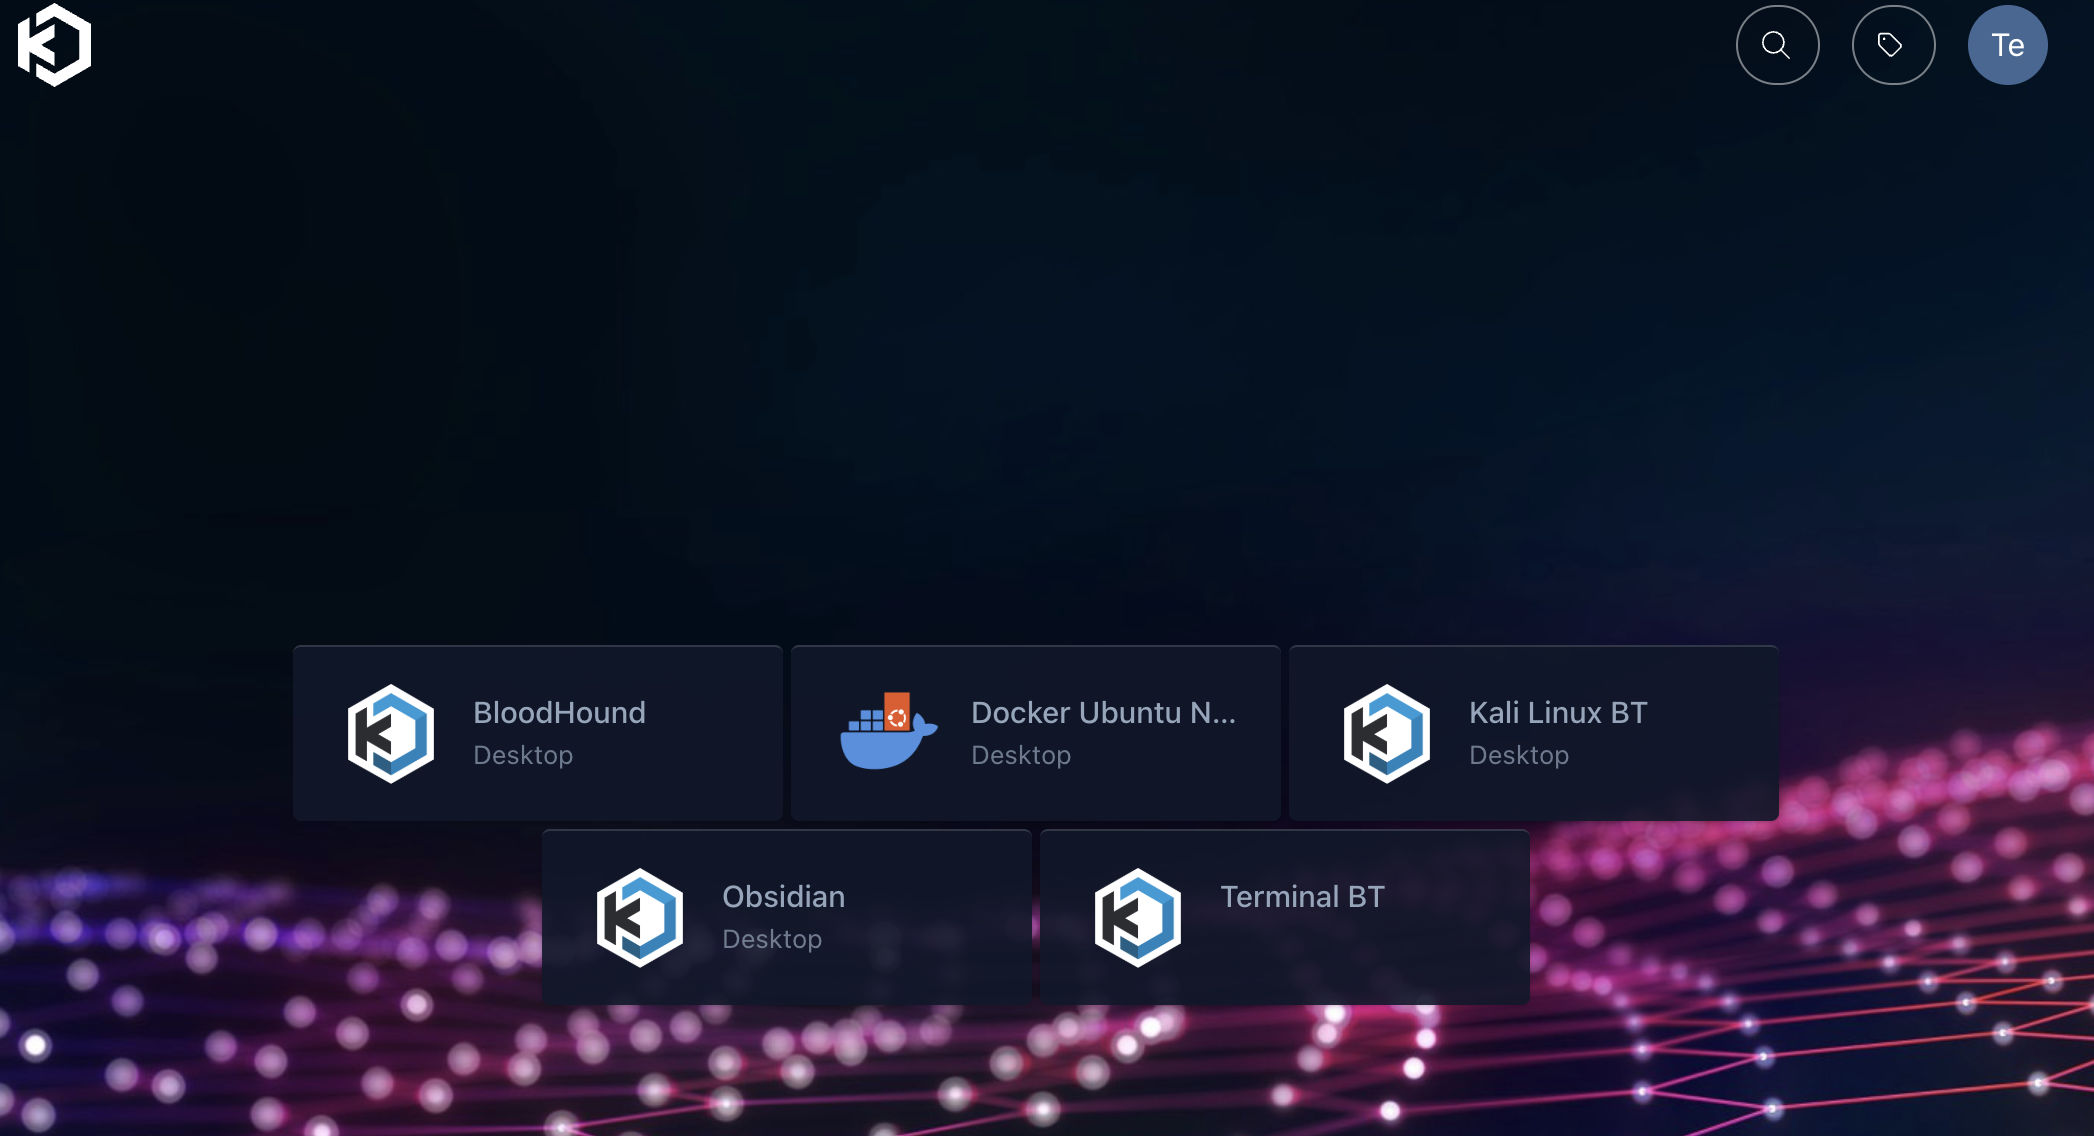 Te
BloodHound
Desktop
Docker Ubuntu N...
Desktop
Kali Linux BT
Desktop
Obsidian
Desktop
Terminal BT